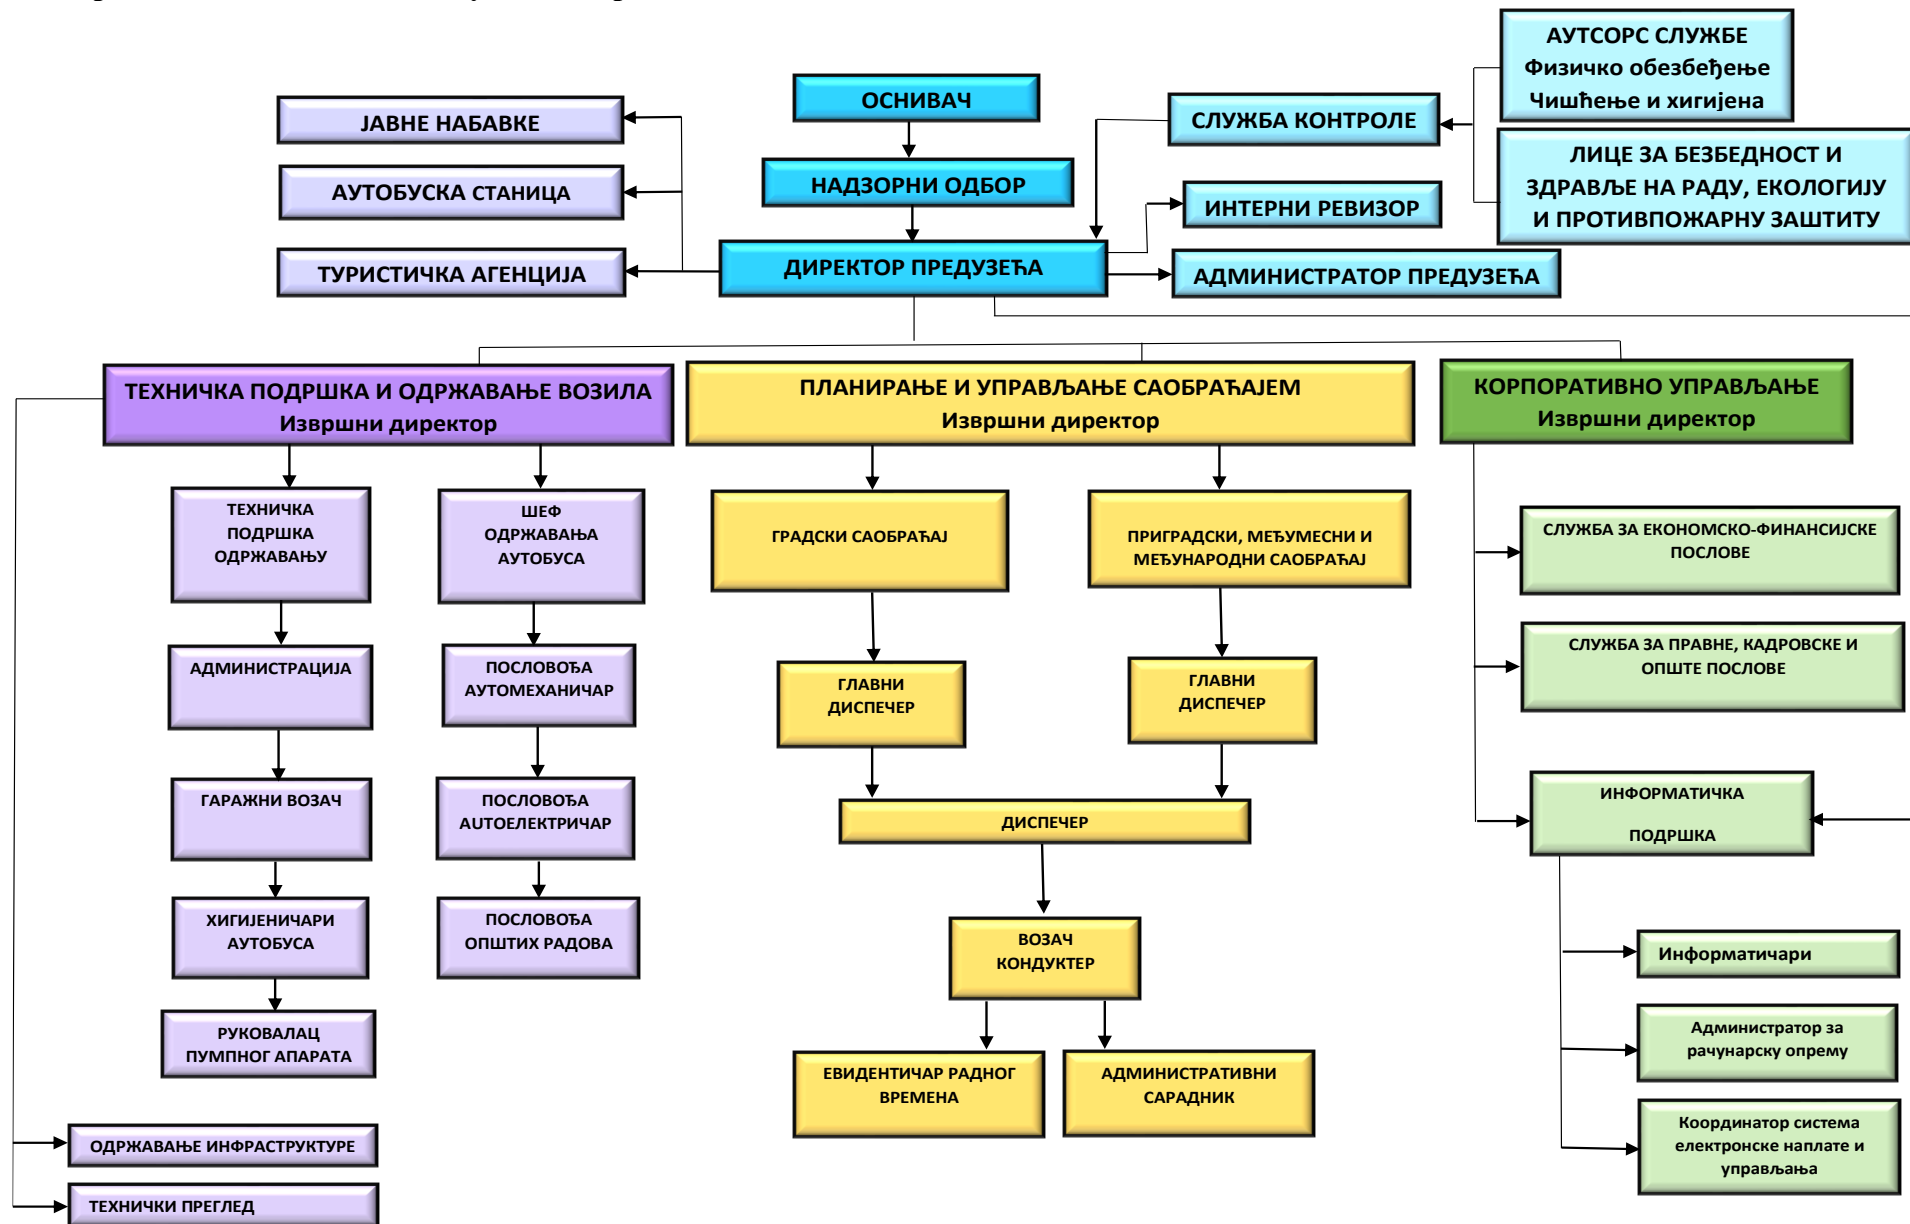 АУТСОРС СЛУЖБЕ
Физичко обезбеђење
Чишћење и хигијена
ОСНИВАЧ
ЈАВНЕ НАБАВКЕ
СЛУЖБА КОНТРОЛЕ
ЛИЦЕ ЗА БЕЗБЕДНОСТ И
ЗДРАВЉЕ НА РАДУ, ЕКОЛОГИЈУ
И ПРОТИВПОЖАРНУ ЗАШТИТУ
НАДЗОРНИ ОДБОР
АУТОБУСКА СТАНИЦА
ИНТЕРНИ РЕВИЗОР
ДИРЕКТОР ПРЕДУЗЕЋА
ТУРИСТИЧКА АГЕНЦИЈА
АДМИНИСТРАТОР ПРЕДУЗЕЋА
ТЕХНИЧКА ПОДРШКА И ОДРЖАВАЊЕ ВОЗИЛА
Извршни директор
ПЛАНИРАЊЕ И УПРАВЉАЊЕ САОБРАЋАЈЕМ
Извршни директор
КОРПОРАТИВНО УПРАВЉАЊЕ
Извршни директор
ТЕХНИЧКА
ПОДРШКА
ОДРЖАВАЊУ
ШЕФ
ОДРЖАВАЊА
АУТОБУСА
ГРАДСКИ САОБРАЋАЈ
ПРИГРАДСКИ, МЕЂУМЕСНИ И
МЕЂУНАРОДНИ САОБРАЋАЈ
СЛУЖБА ЗА ЕКОНОМСКО-ФИНАНСИЈСКЕ
ПОСЛОВЕ
АДМИНИСТРАЦИЈА
ПОСЛОВОЂА
АУТОМЕХАНИЧАР
ГЛАВНИ
ДИСПЕЧЕР
ГЛАВНИ
ДИСПЕЧЕР
СЛУЖБА ЗА ПРАВНЕ, КАДРОВСКЕ И
ОПШТЕ ПОСЛОВЕ
ГАРАЖНИ ВОЗАЧ
ПОСЛОВОЂА
AUTOЕЛЕКТРИЧАР
ДИСПЕЧЕР
ИНФОРМАТИЧКА
ПОДРШКА
ХИГИЈЕНИЧАРИ
АУТОБУСА
ПОСЛОВОЂА
ОПШТИХ РАДОВА
ВОЗАЧ
КОНДУКТЕР
Информатичари
РУКОВАЛАЦ
ПУМПНОГ АПАРАТА
ЕВИДЕНТИЧАР РАДНОГ
ВРЕМЕНА
АДМИНИСТРАТИВНИ
САРАДНИК
Администратор за
рачунарску опрему
ОДРЖАВАЊЕ ИНФРАСТРУКТУРЕ
Координатор система
електронске наплате и
управљања
ТЕХНИЧКИ ПРЕГЛЕД